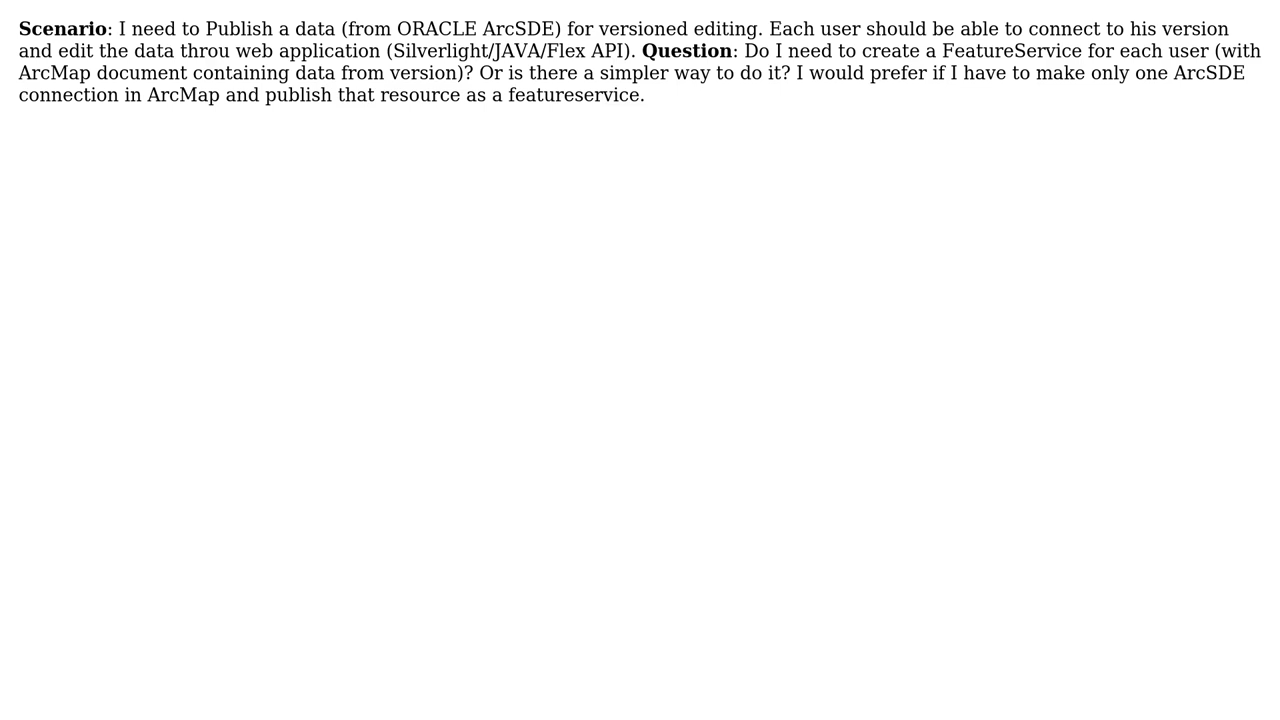 Scenario: I need to Publish a data (from ORACLE ArcSDE) for versioned editing. Each user should be able to connect to his version
and edit the data throu web application (Silverlight/JAVA/Flex API). Question: Do I need to create a FeatureService for each user (with
ArcMap document containing data from version)? Or is there a simpler way to do it? I would prefer if I have to make only one ArcSDE
connection in ArcMap and publish that resource as a featureservice.